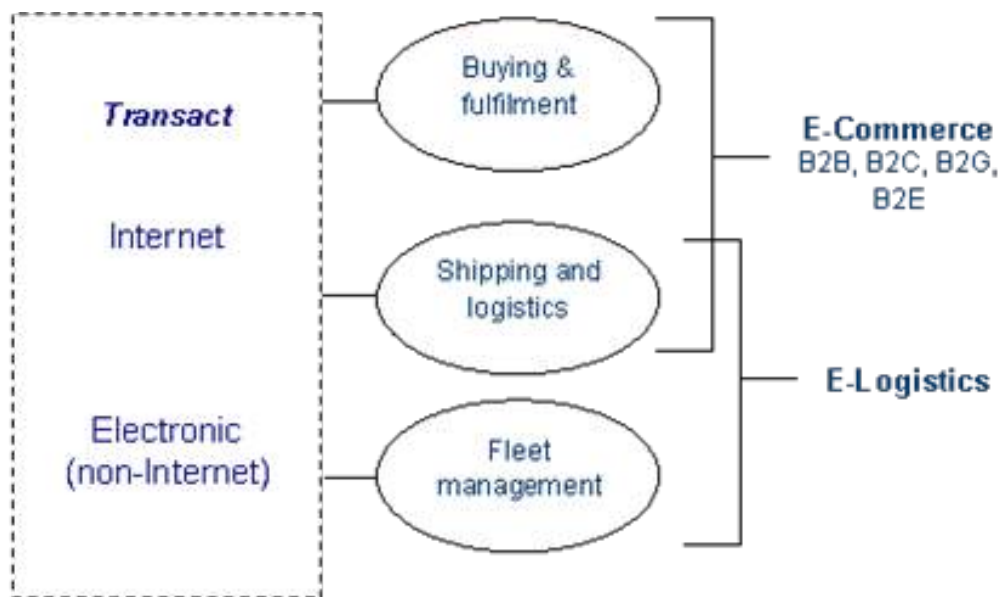 Transact
Internet
Electronic
(non-Internet)
Buying &
fulfilment
Shipping and
logistics
Fleet
management
E-Commerce
B2B, B2C, B2G,
B2E
E-Logistics